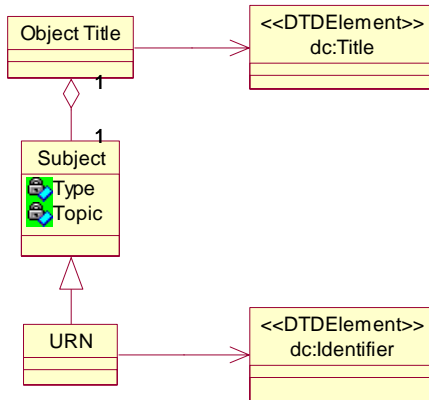 Object Title
<<DTDElement>>
dc:Title
1
1
Subject
Type
Topic
URN
<<DTDElement>>
dc:Identifier